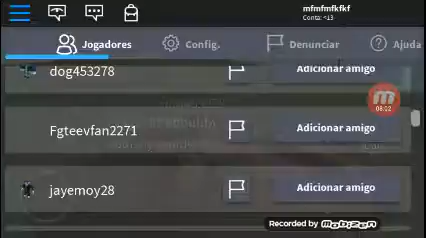 mfmfmfkfkf
Conta: <13
Jogadores
Config.
Denunciar
Ajuda
dog453278
Adicionar amigo
08:02
Fgteevfan2271
Adicionar amigo
jayemoy28
Adicionar amigo
Recorded by mobizen